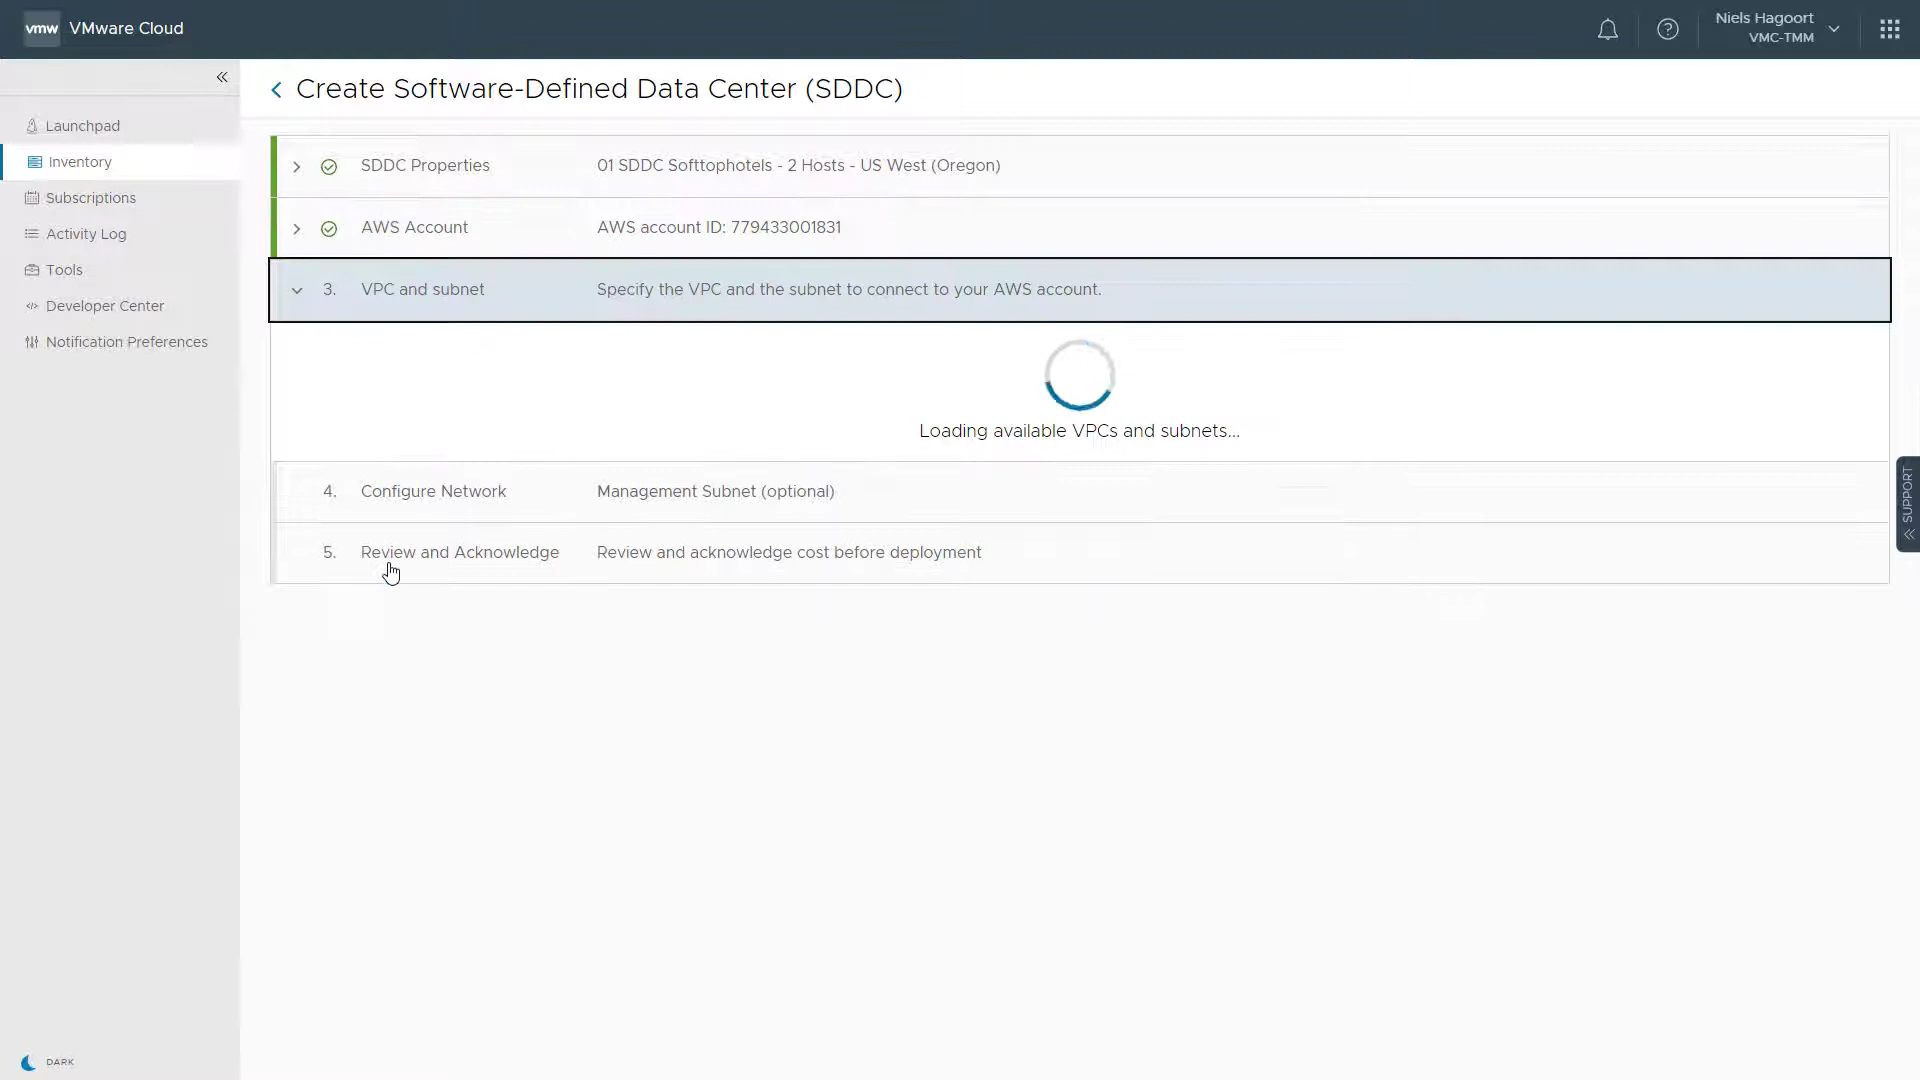 vmw VMware Cloud
Niels Hagoort
VMC-TMM
Launchpad
Inventory
Subscriptions
Activity Log
Tools
Developer Center
Notification Preferences
DARK
Create Software-Defined Data Center (SDDC)
SDDC Properties 01 SDDC Softtophotels - 2 Hosts - US West (Oregon)
AWS Account AWS account ID: 779433001831
3. VPC and subnet Specify the VPC and the subnet to connect to your AWS account.
Loading available VPCs and subnets...
4. Configure Network Management Subnet (optional)
5. Review and Acknowledge Review and acknowledge cost before deployment
SUPPORT